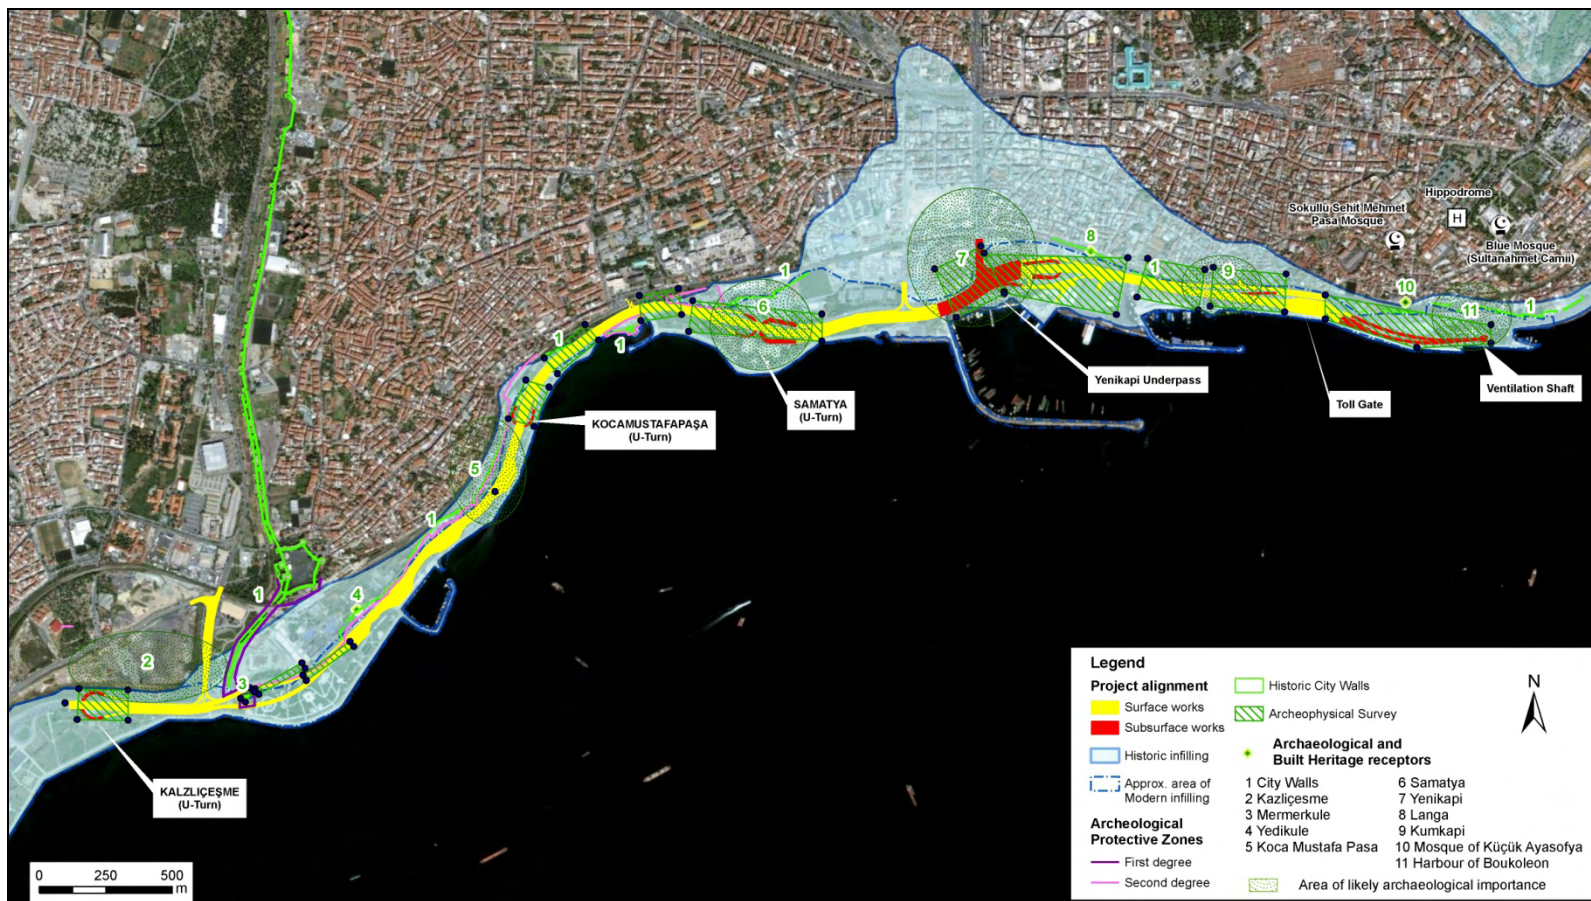 Hippodrome
H
Sokullu Sehit Mehmet
Pasa Mosque
Blue Mosque
(Sultanahmet Camii)
8
1
9
7
1
10
11
1
6
1
1
5
1
1
4
2
3
Yenikapi Underpass
Toll Gate
Ventilation Shaft
SAMATYA
(U-Turn)
KOCAMUSTAFAPAŞA
(U-Turn)
KALZLIÇEŞME
(U-Turn)
0 250 500
m
Legend
Project alignment
Surface works
Subsurface works
Historic infilling
Approx. area of
Modern infilling
Archeological
Protective Zones
First degree
Second degree
Historic City Walls
Archeophysical Survey
N
Archaeological and
Built Heritage receptors
1 City Walls
2 Kazliçesme
3 Mermerkule
4 Yedikule
5 Koca Mustafa Pasa
6 Samatya
7 Yenikapi
8 Langa
9 Kumkapi
10 Mosque of Küçük Ayasofya
11 Harbour of Boukoleon
Area of likely archaeological importance